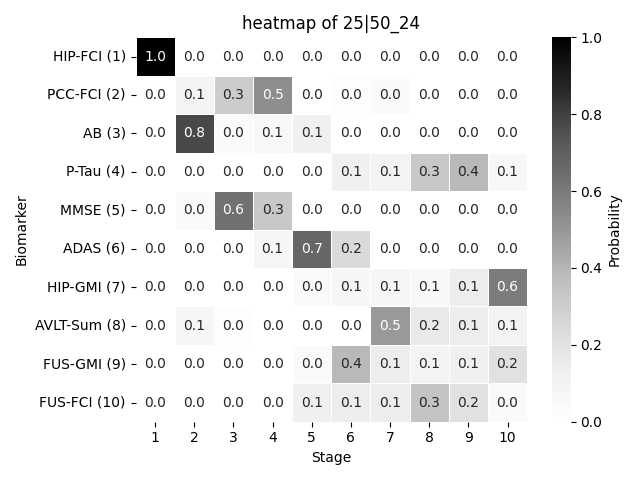 heatmap of 25|50_24
HIP-FCI (1) 1.0 0.0 0.0 0.0 0.0 0.0 0.0 0.0 0.0 0.0
PCC-FCI (2) 0.0 0.1 0.3 0.5 0.0 0.0 0.0 0.0 0.0 0.0
AB (3) 0.0 0.8 0.0 0.1 0.1 0.0 0.0 0.0 0.0 0.0
P-Tau (4) 0.0 0.0 0.0 0.0 0.0 0.1 0.1 0.3 0.4 0.1
MMSE (5) 0.0 0.0 0.6 0.3 0.0 0.0 0.0 0.0 0.0 0.0
ADAS (6) 0.0 0.0 0.0 0.1 0.7 0.2 0.0 0.0 0.0 0.0
HIP-GMI (7) 0.0 0.0 0.0 0.0 0.0 0.1 0.1 0.1 0.1 0.6
AVLT-Sum (8) 0.0 0.1 0.0 0.0 0.0 0.0 0.5 0.2 0.1 0.1
FUS-GMI (9) 0.0 0.0 0.0 0.0 0.0 0.4 0.1 0.1 0.1 0.2
FUS-FCI (10) 0.0 0.0 0.0 0.0 0.1 0.1 0.1 0.3 0.2 0.0
1 2 3 4 5 6 7 8 9 10
Stage
Biomarker
1.0
0.8
0.6
0.4
0.2
0.0
Probability